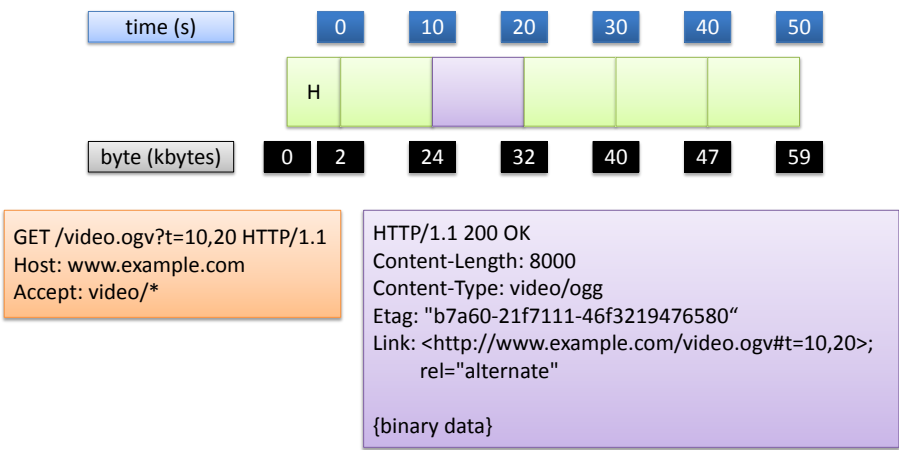 time (s) 0 10 20 30 40 50
H
byte (kbytes) 0 2 24 32 40 47 59
GET /video.ogv?t=10,20 HTTP/1.1
Host: www.example.com
Accept: video/*
HTTP/1.1 200 OK
Content-Length: 8000
Content-Type: video/ogg
Etag: "b7a60-21f7111-46f3219476580“
Link: <http://www.example.com/video.ogv#t=10,20>;
rel="alternate"
{binary data}